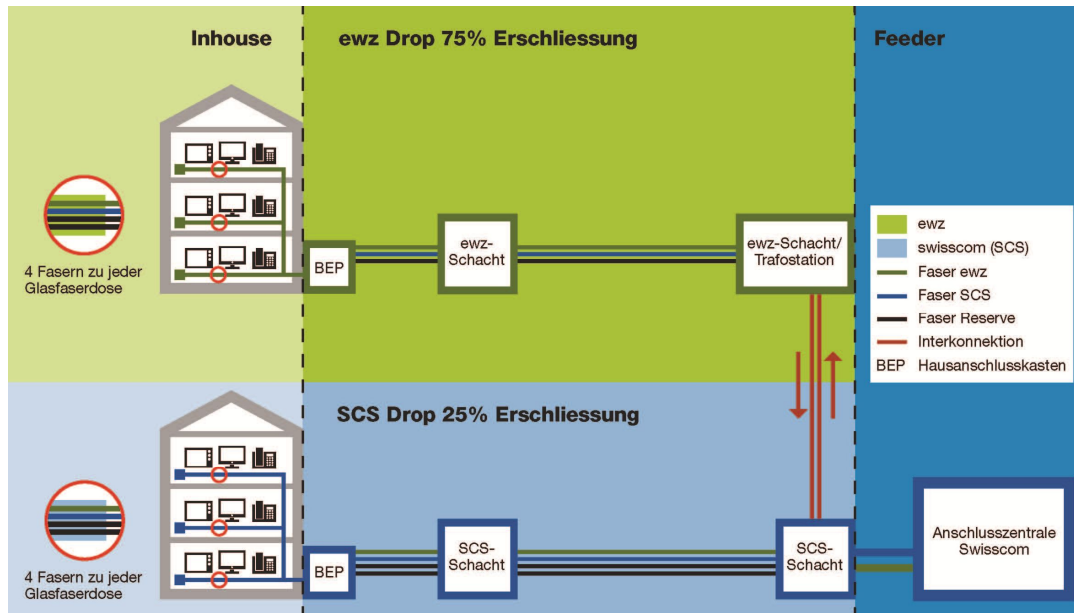 Inhouse
ewz Drop 75% Erschliessung
Feeder
4 Fasern zu jeder
Glasfaserdose
BEP
ewz-
Schacht
ewz-Schacht/
Trafostation
ewz
swisscom (SCS)
Faser ewz
Faser SCS
Faser Reserve
Interkonnektion
BEP Hausanschlusskasten
SCS Drop 25% Erschliessung
4 Fasern zu jeder
Glasfaserdose
BEP
SCS-
Schacht
SCS-
Schacht
Anschlusszentrale
Swisscom